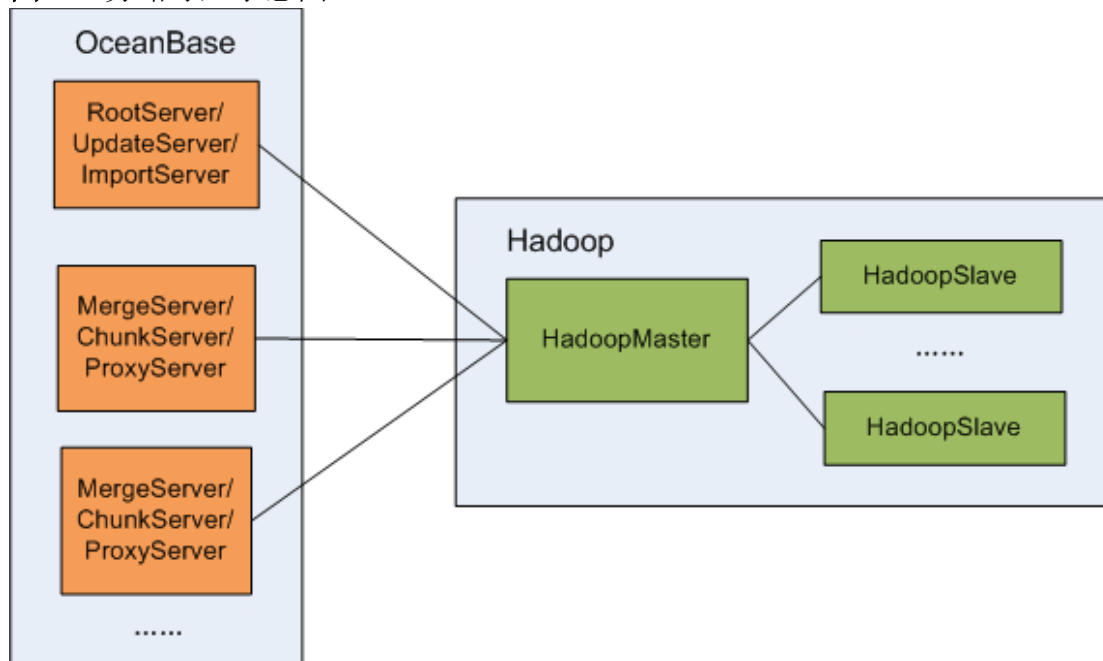 OceanBase
RootServer/
UpdateServer/
ImportServer
MergeServer/
ChunkServer/
ProxyServer
MergeServer/
ChunkServer/
ProxyServer
……
Hadoop
HadoopMaster
HadoopSlave
……
HadoopSlave